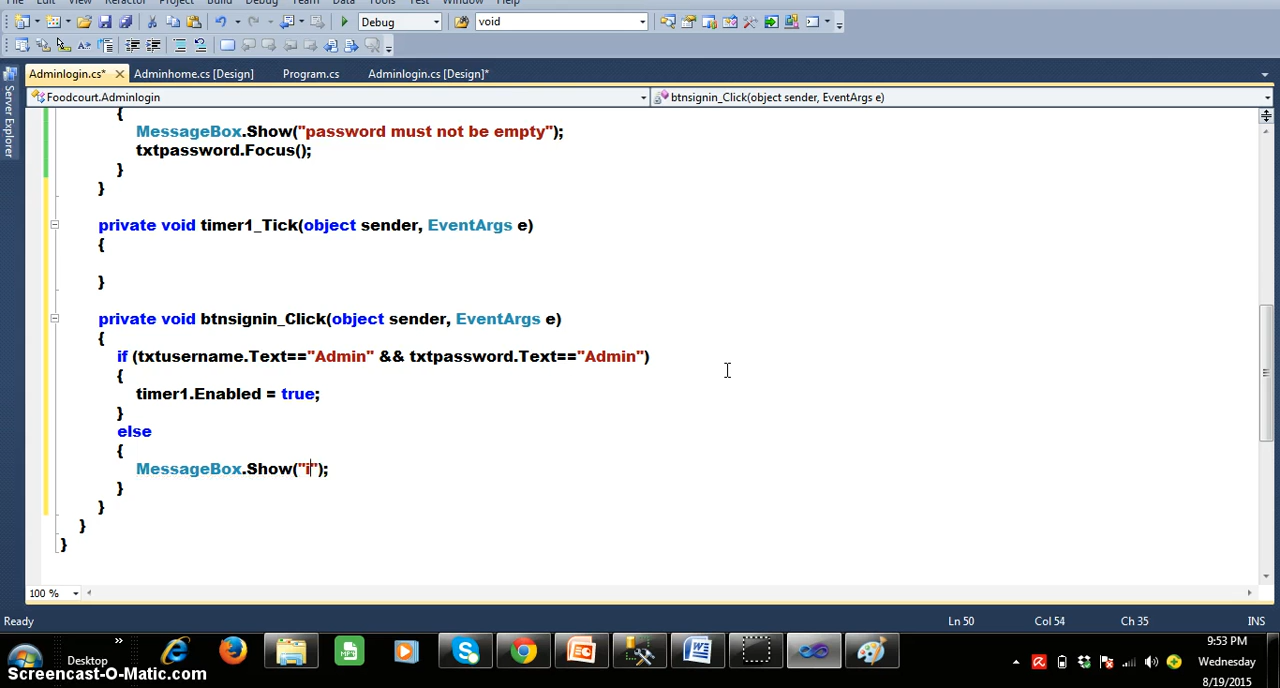 File Edit View Refactor Project Build Debug Team Data Tools Test Window Help
Debug void
Adminlogin.cs* Adminhome.cs [Design] Program.cs Adminlogin.cs [Design]*
Server Explorer
Foodcourt.Adminlogin btnsignin_Click(object sender, EventArgs e)
{
MessageBox.Show("password must not be empty");
txtpassword.Focus();
}
}
private void timer1_Tick(object sender, EventArgs e)
{
}
private void btnsignin_Click(object sender, EventArgs e)
{
if (txtusername.Text=="Admin" && txtpassword.Text=="Admin")
{
timer1.Enabled = true;
}
else
{
MessageBox.Show("i");
}
}
}
}
100 %
Ready Ln 50 Col 54 Ch 35 INS
Desktop »
9:53 PM
Wednesday
8/19/2015
Screencast-O-Matic.com